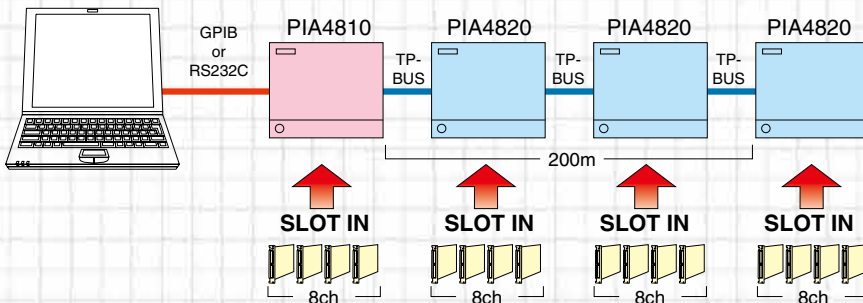 GPIB
or
RS232C
PIA4810
TP-
BUS
PIA4820
TP-
BUS
PIA4820
TP-
BUS
PIA4820
200m
SLOT IN
SLOT IN
SLOT IN
SLOT IN
8ch
8ch
8ch
8ch